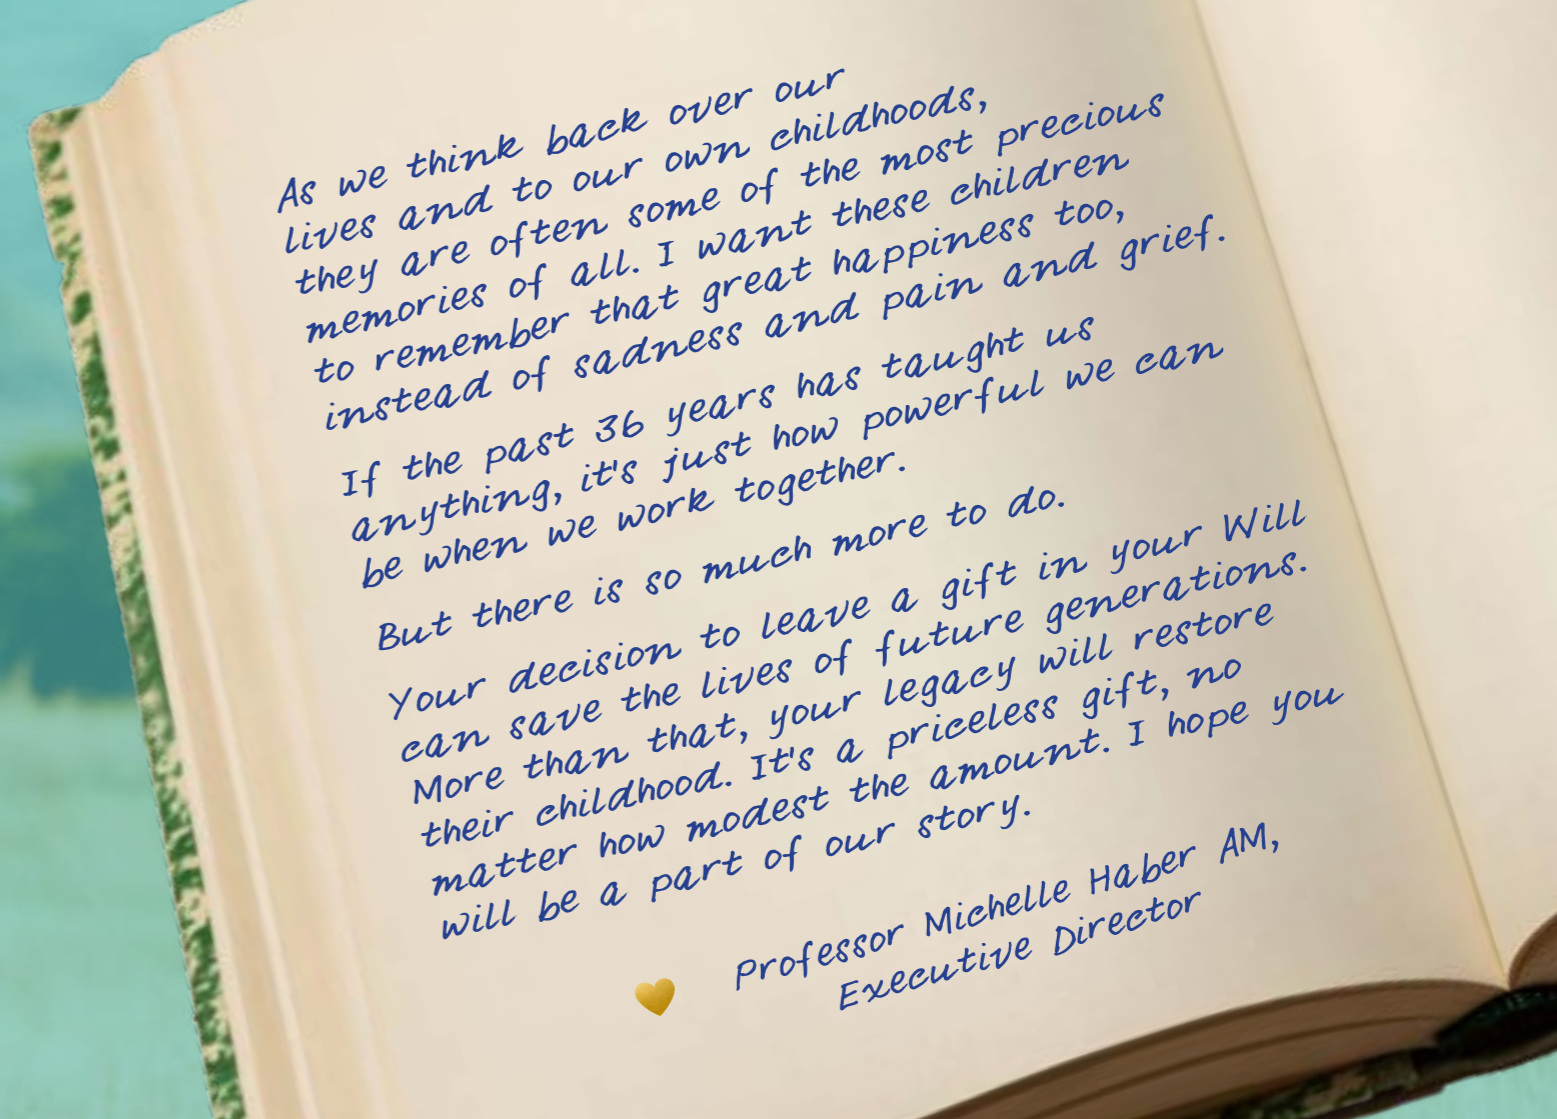 As we think back over our
lives and to our own childhoods,
they are often some of the most precious
memories of all. I want these children
to remember that great happiness too,
instead of sadness and pain and grief.
If the past 36 years has taught us
anything, it's just how powerful we can
be when we work together.
But there is so much more to do.
Your decision to leave a gift in your Will
can save the lives of future generations.
More than that, your legacy will restore
their childhood. It's a priceless gift, no
matter how modest the amount. I hope you
will be a part of our story.
Professor Michelle Haber AM,
Executive Director